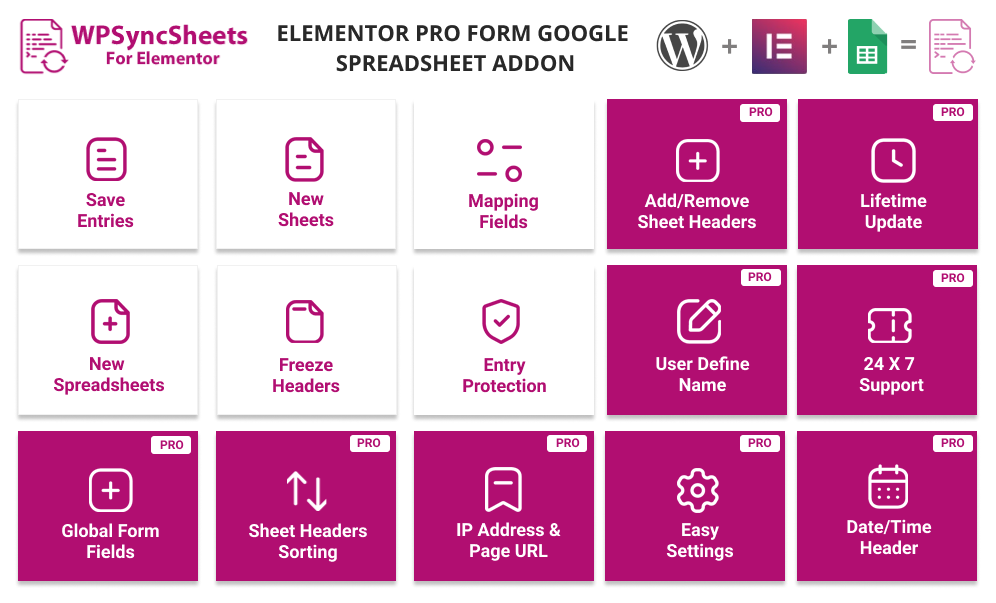 WPSyncSheets
For Elementor
ELEMENTOR PRO FORM GOOGLE
SPREADSHEET ADDON
+ + =
Save
Entries
New
Sheets
Mapping
Fields
PRO
Add/Remove
Sheet Headers
PRO
Lifetime
Update
New
Spreadsheets
Freeze
Headers
Entry
Protection
PRO
User Define
Name
PRO
24 X 7
Support
PRO
Global Form
Fields
PRO
Sheet Headers
Sorting
PRO
IP Address &
Page URL
PRO
Easy
Settings
PRO
Date/Time
Header